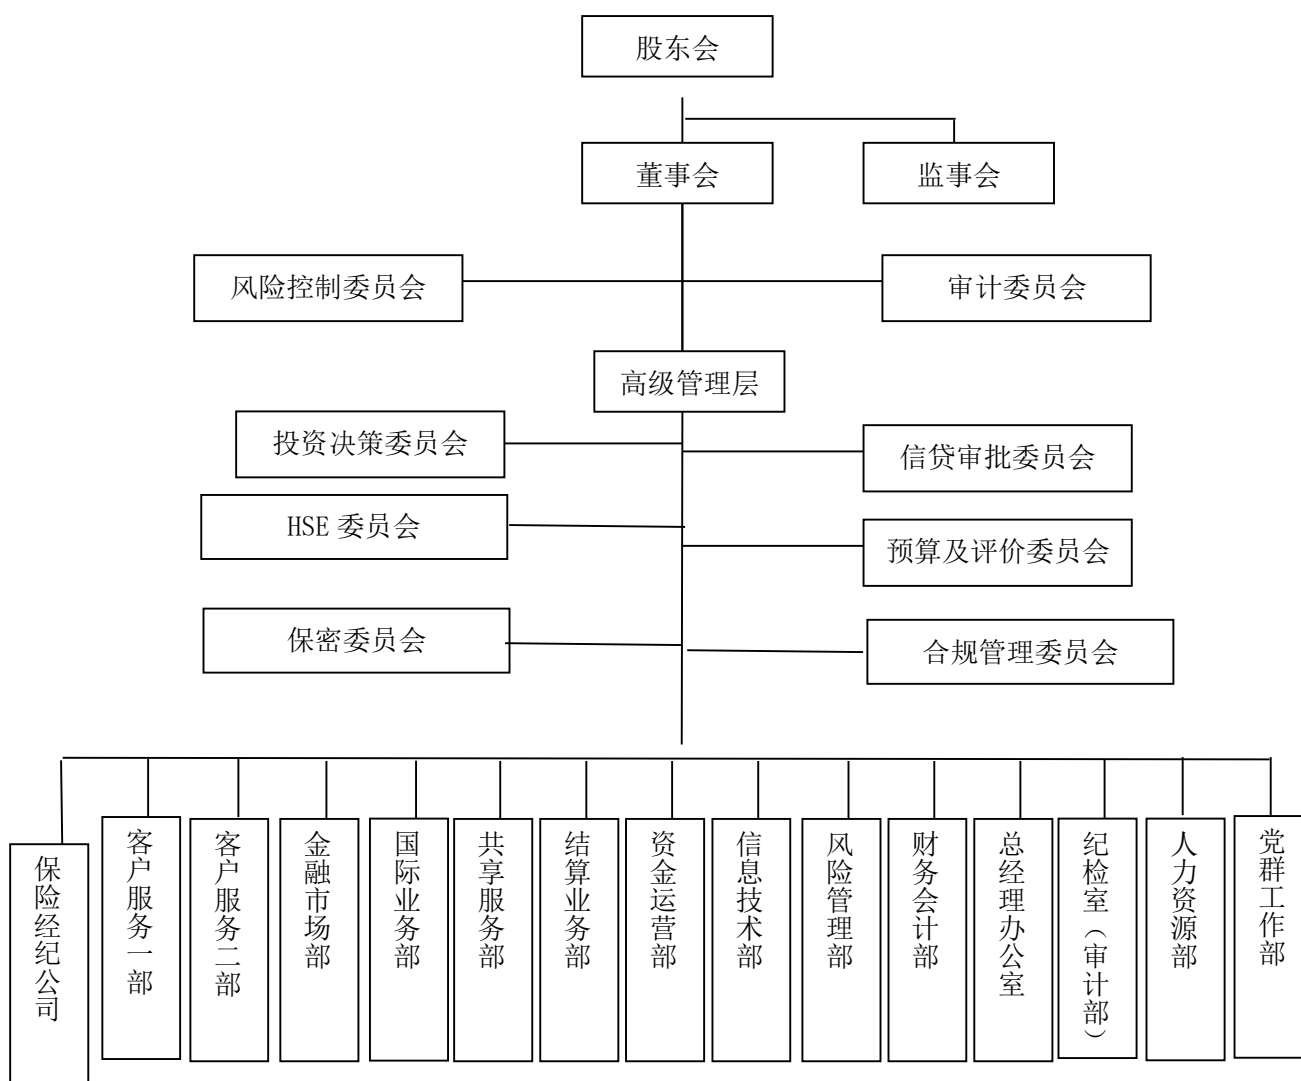 股东会
董事会
监事会
风险控制委员会
审计委员会
高级管理层
投资决策委员会
信贷审批委员会
HSE 委员会
预算及评价委员会
保密委员会
合规管理委员会
保险经纪公司
客户服务一部
客户服务二部
金融市场部
国际业务部
共享服务部
结算业务部
资金运营部
信息技术部
风险管理部
财务会计部
总经理办公室
纪检室（审计部）
人力资源部
党群工作部